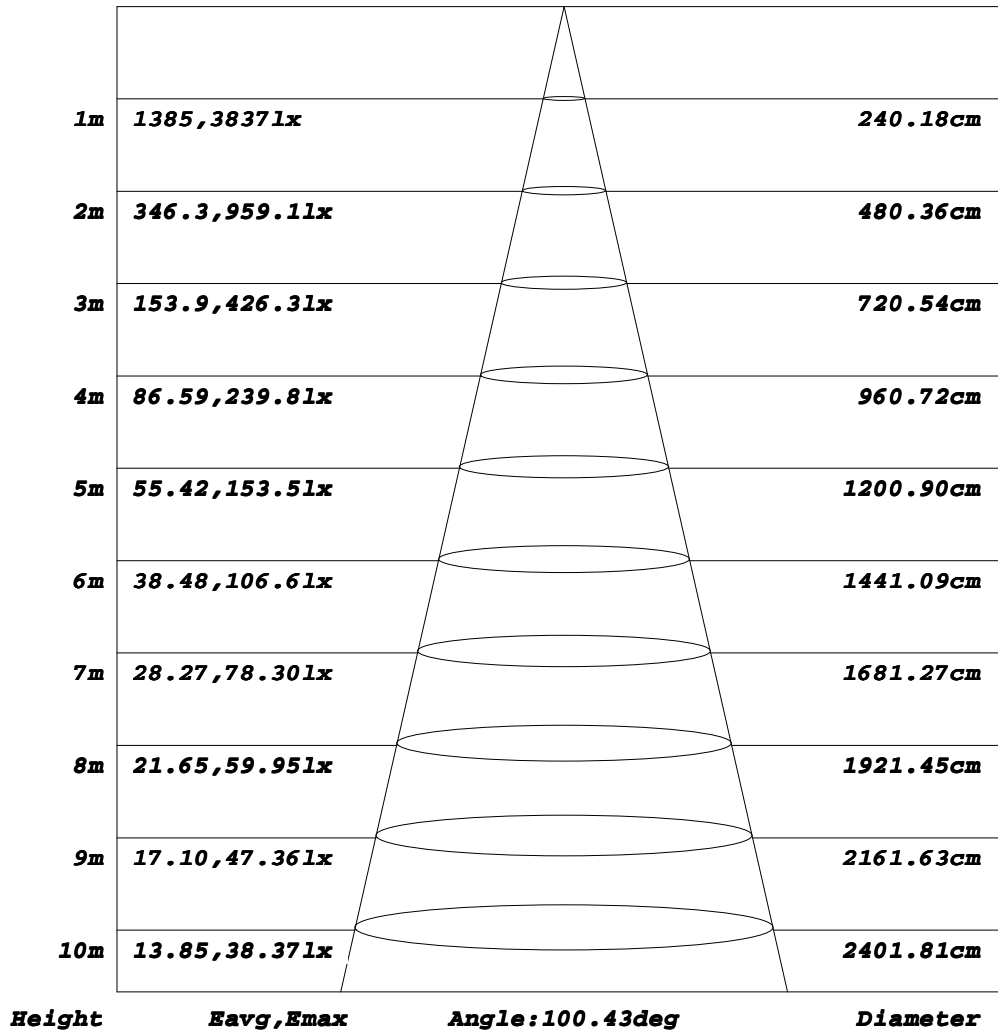 1m 1385,3837lx 240.18cm
2m 346.3,959.1lx 480.36cm
3m 153.9,426.3lx 720.54cm
4m 86.59,239.8lx 960.72cm
5m 55.42,153.5lx 1200.90cm
6m 38.48,106.6lx 1441.09cm
7m 28.27,78.30lx 1681.27cm
8m 21.65,59.95lx 1921.45cm
9m 17.10,47.36lx 2161.63cm
10m 13.85,38.37lx 2401.81cm
Height Eavg,Emax Angle:100.43deg Diameter